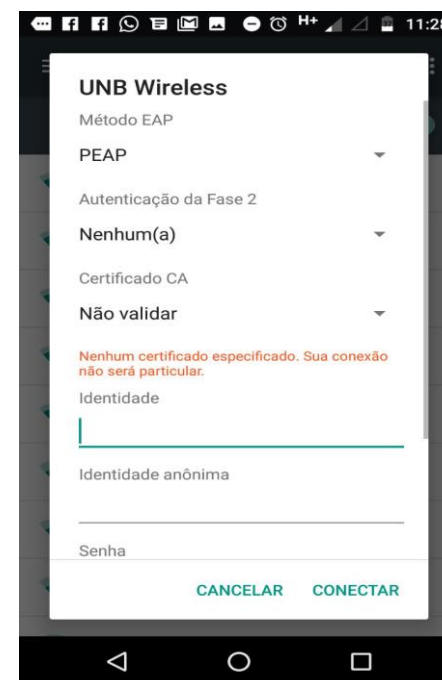 H+ 11:28
UNB Wireless
Método EAP
PEAP
Autenticação da Fase 2
Nenhum(a)
Certificado CA
Não validar
Nenhum certificado especificado. Sua conexão
não será particular.
Identidade
Identidade anônima
Senha
CANCELAR CONECTAR